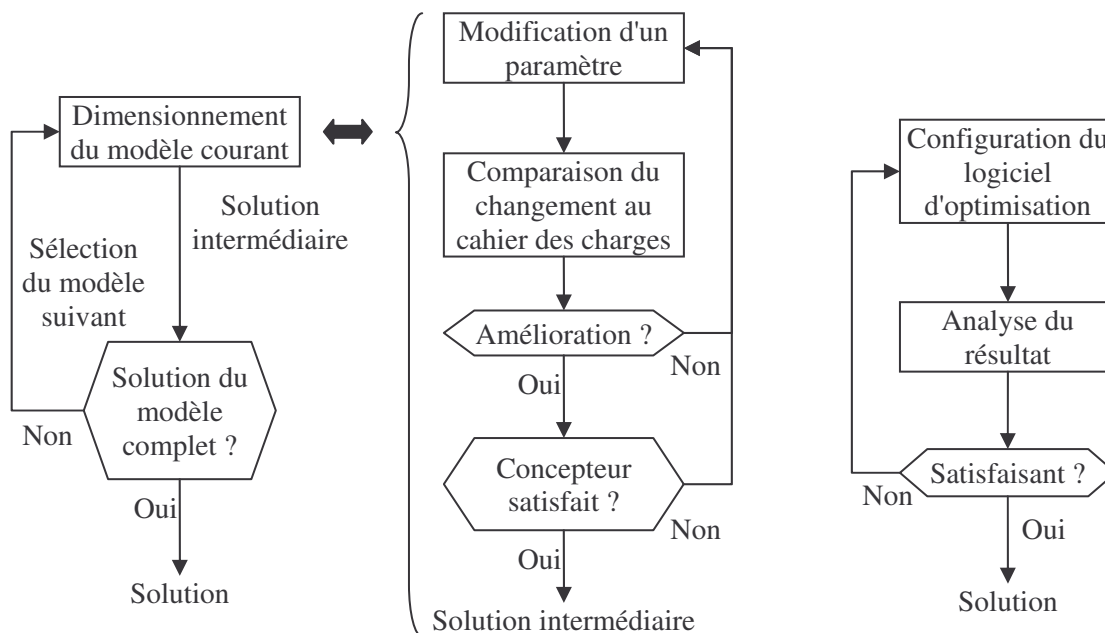 Dimensionnement
du modèle courant
Solution
intermédiaire
Sélection
du modèle
suivant
Solution du
modèle
complet ?
Non
Oui
Solution
Modification d'un
paramètre
Comparaison du
changement au
cahier des charges
Amélioration ?
Non
Oui
Concepteur
satisfait ?
Non
Oui
Solution intermédiaire
Configuration du
logiciel
d'optimisation
Analyse du
résultat
Satisfaisant ?
Non
Oui
Solution